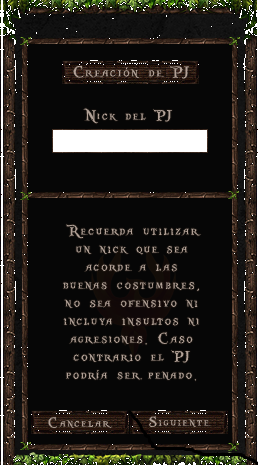 Creación de PJ
Nick del PJ
Recuerda utilizar
un nick que sea
acorde a las
buenas costumbres,
no sea ofensivo ni
incluya insultos ni
agresiones. Caso
contrario el PJ
podría ser penado.
Cancelar Siguiente